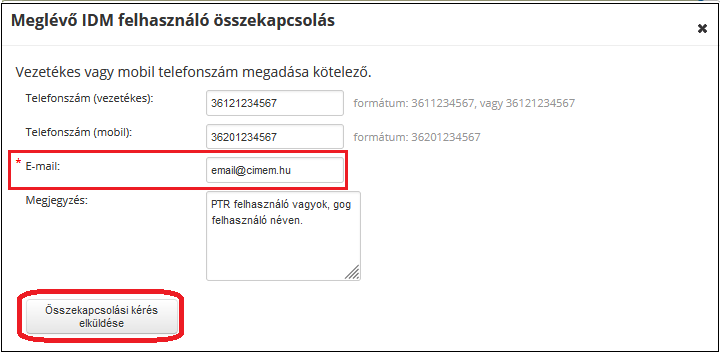 Meglévő IDM felhasználó összekapcsolás
Vezetékes vagy mobil telefonszám megadása kötelező.
Telefonszám (vezetékes): 36121234567 formátum: 3611234567, vagy 36121234567
Telefonszám (mobil): 36201234567 formátum: 36201234567
* E-mail: email@cimem.hu
Megjegyzés: PTR felhasználó vagyok, gog
felhasználó néven.
Összekapcsolási kérés
elküldése